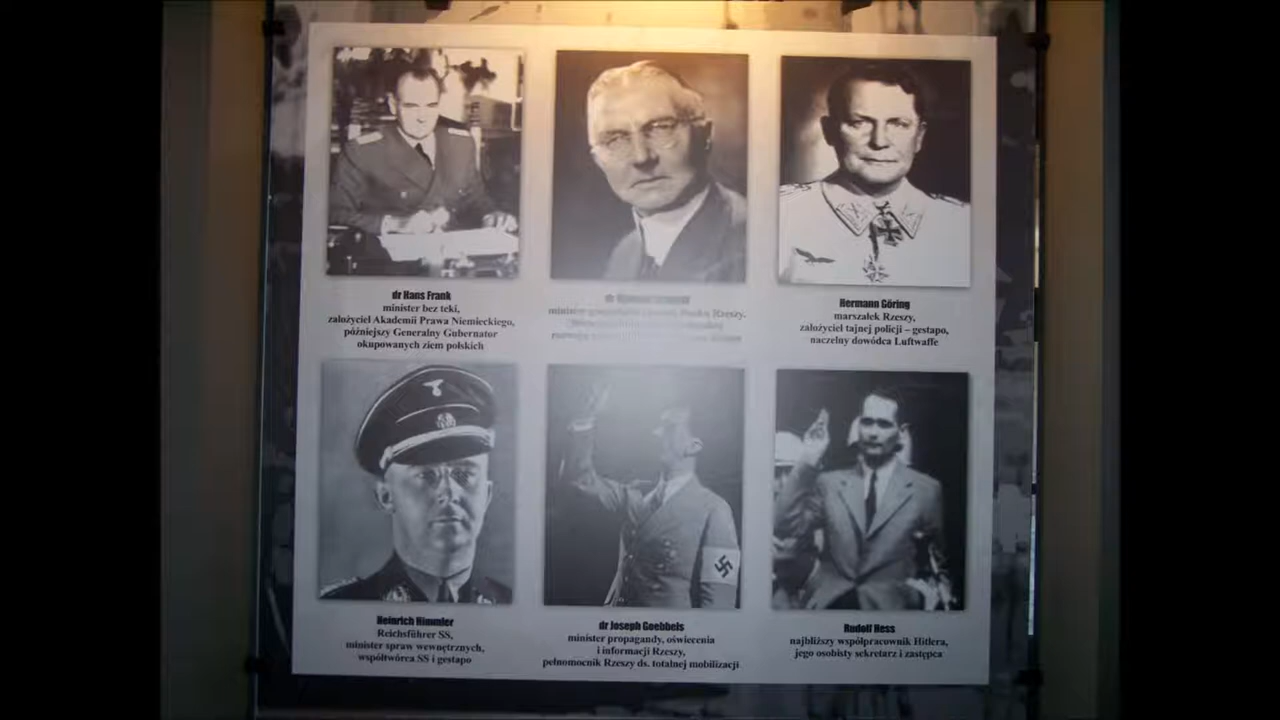 dr Hans Frank
minister bez teki,
założyciel Akademii Prawa Niemieckiego,
późniejszy Generalny Gubernator
okupowanych ziem polskich
dr
minister Rzeszy,
Hermann Göring
marszałek Rzeszy,
założyciel tajnej policji – gestapo,
naczelny dowódca Luftwaffe
Heinrich Himmler
Reichsführer SS,
minister spraw wewnętrznych,
współtwórca SS i gestapo
dr Joseph Goebbels
minister propagandy, oświecenia
i informacji Rzeszy,
pełnomocnik Rzeszy ds. totalnej mobilizacji
Rudolf Hess
najbliższy współpracownik Hitlera,
jego osobisty sekretarz i zastępca